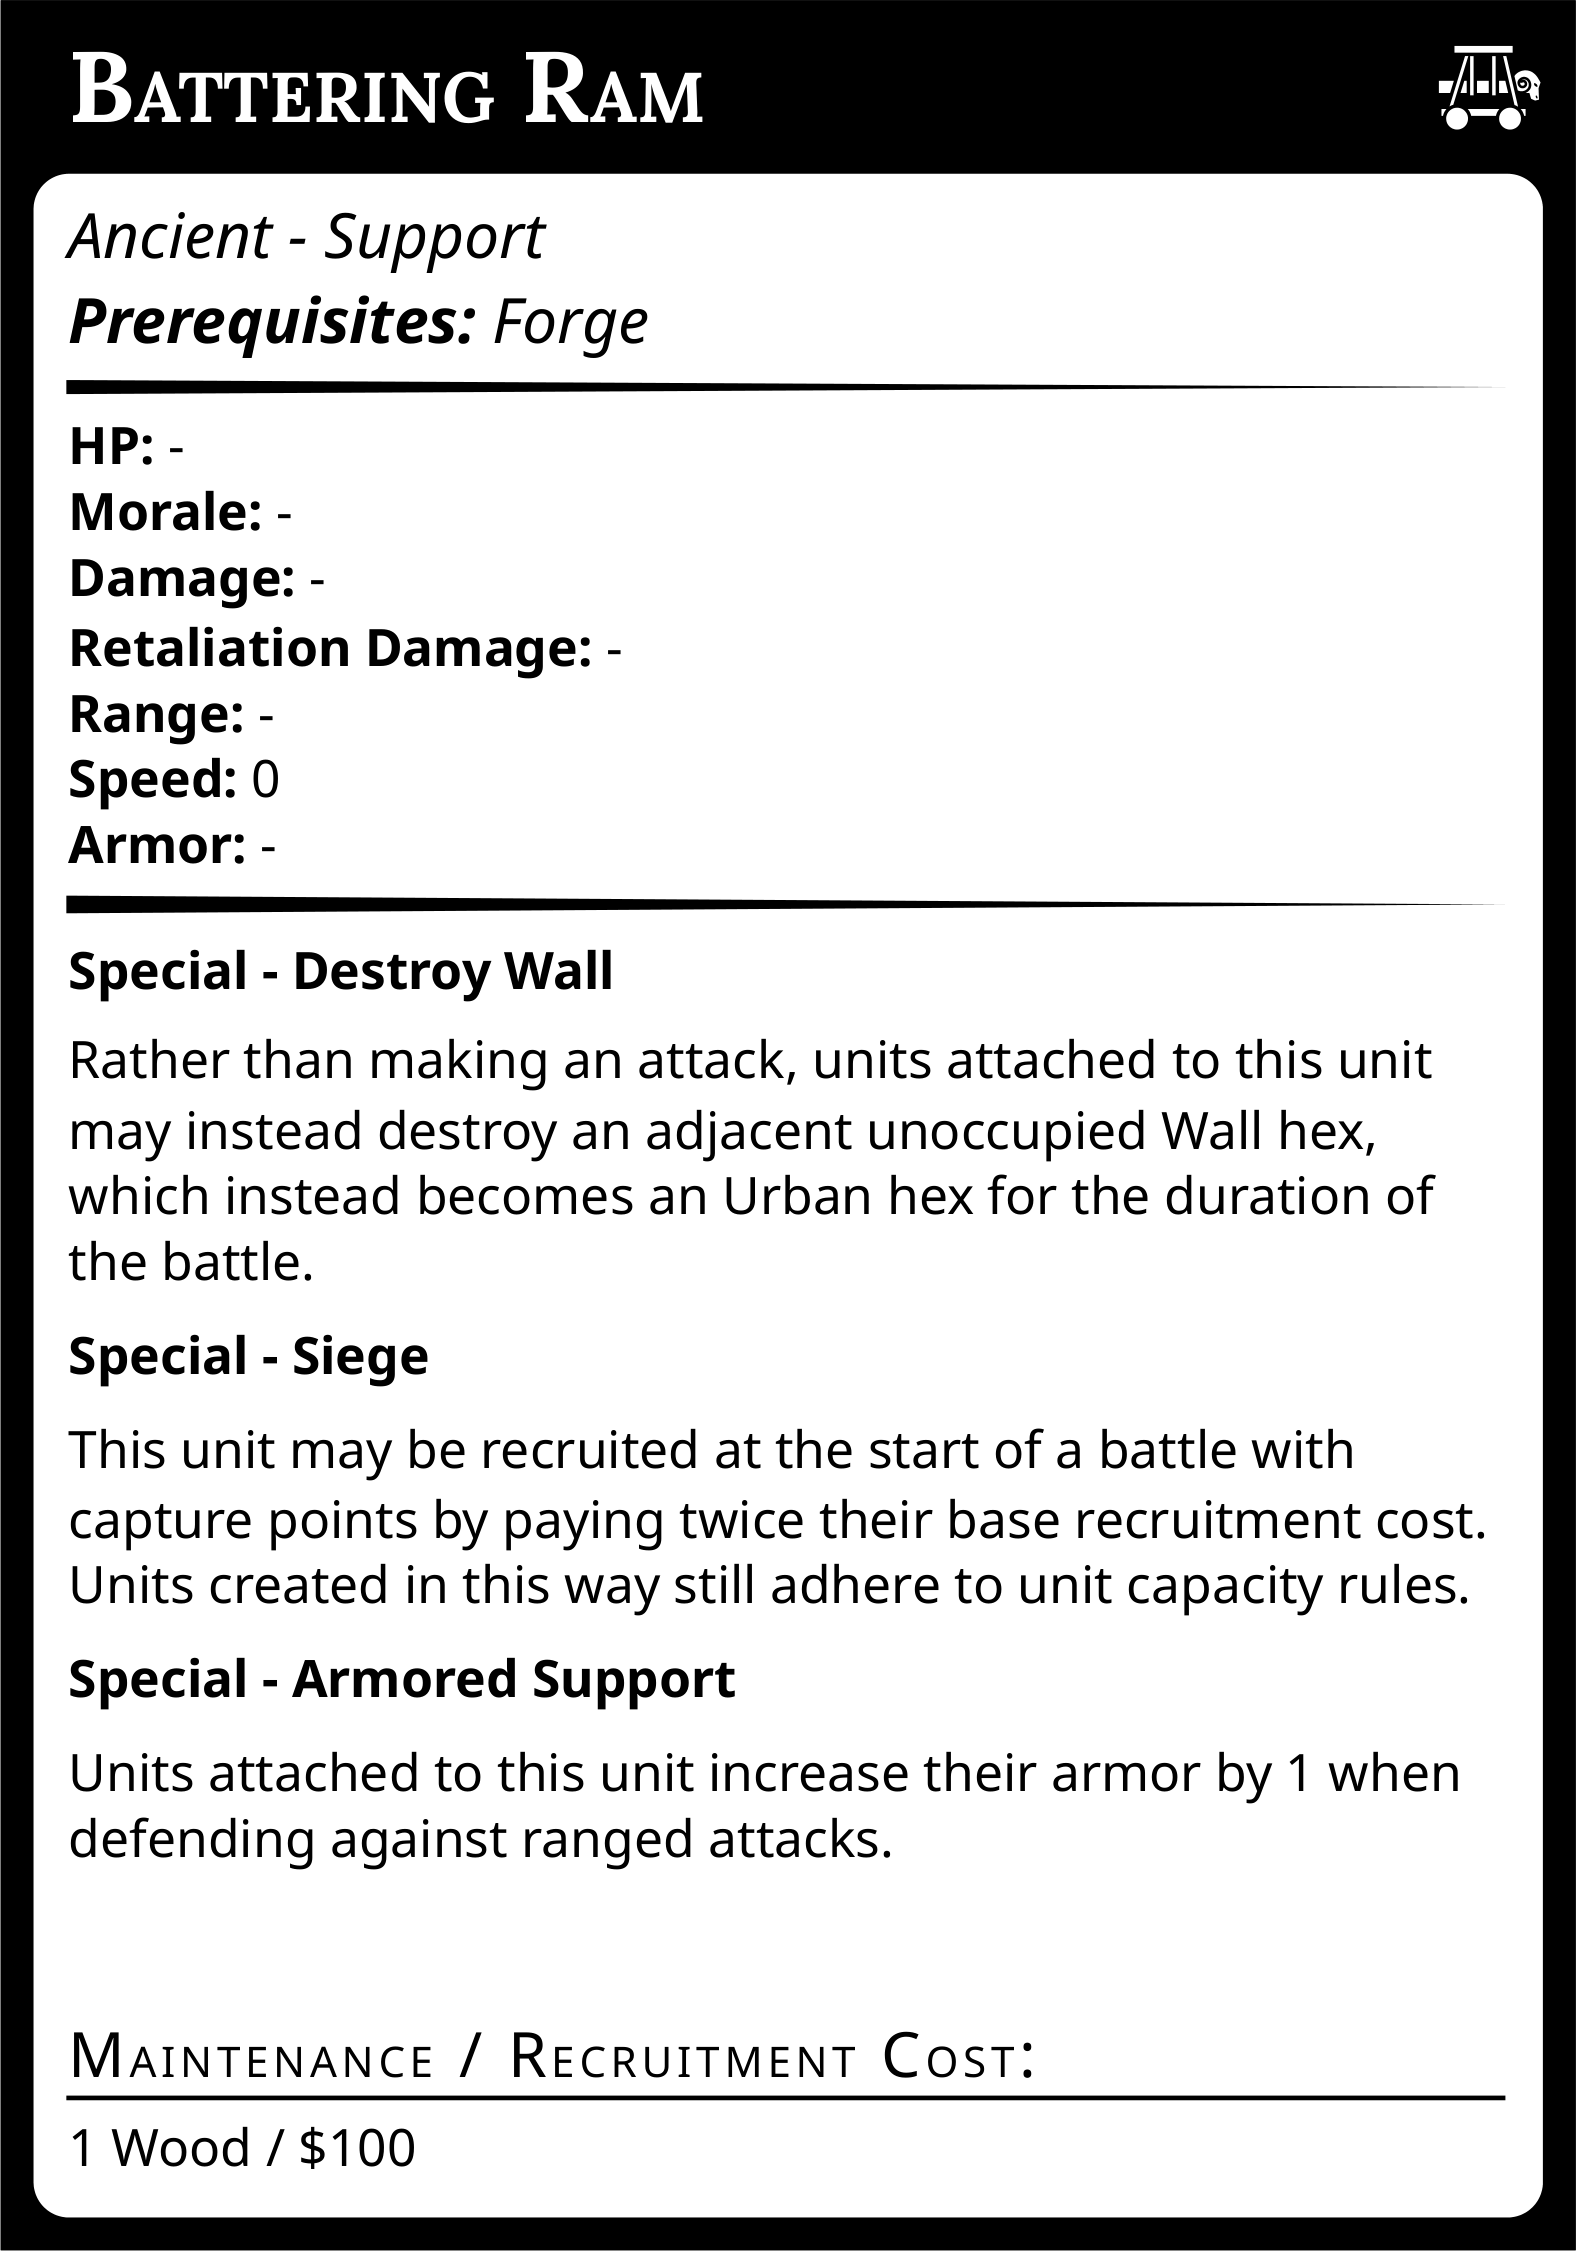 Battering Ram
Ancient - Support
Prerequisites: Forge
HP: -
Morale: -
Damage: -
Retaliation Damage: -
Range: -
Speed: 0
Armor: -
Special - Destroy Wall
Rather than making an attack, units attached to this unit
may instead destroy an adjacent unoccupied Wall hex,
which instead becomes an Urban hex for the duration of
the battle.
Special - Siege
This unit may be recruited at the start of a battle with
capture points by paying twice their base recruitment cost.
Units created in this way still adhere to unit capacity rules.
Special - Armored Support
Units attached to this unit increase their armor by 1 when
defending against ranged attacks.
Maintenance / Recruitment Cost:
1 Wood / $100